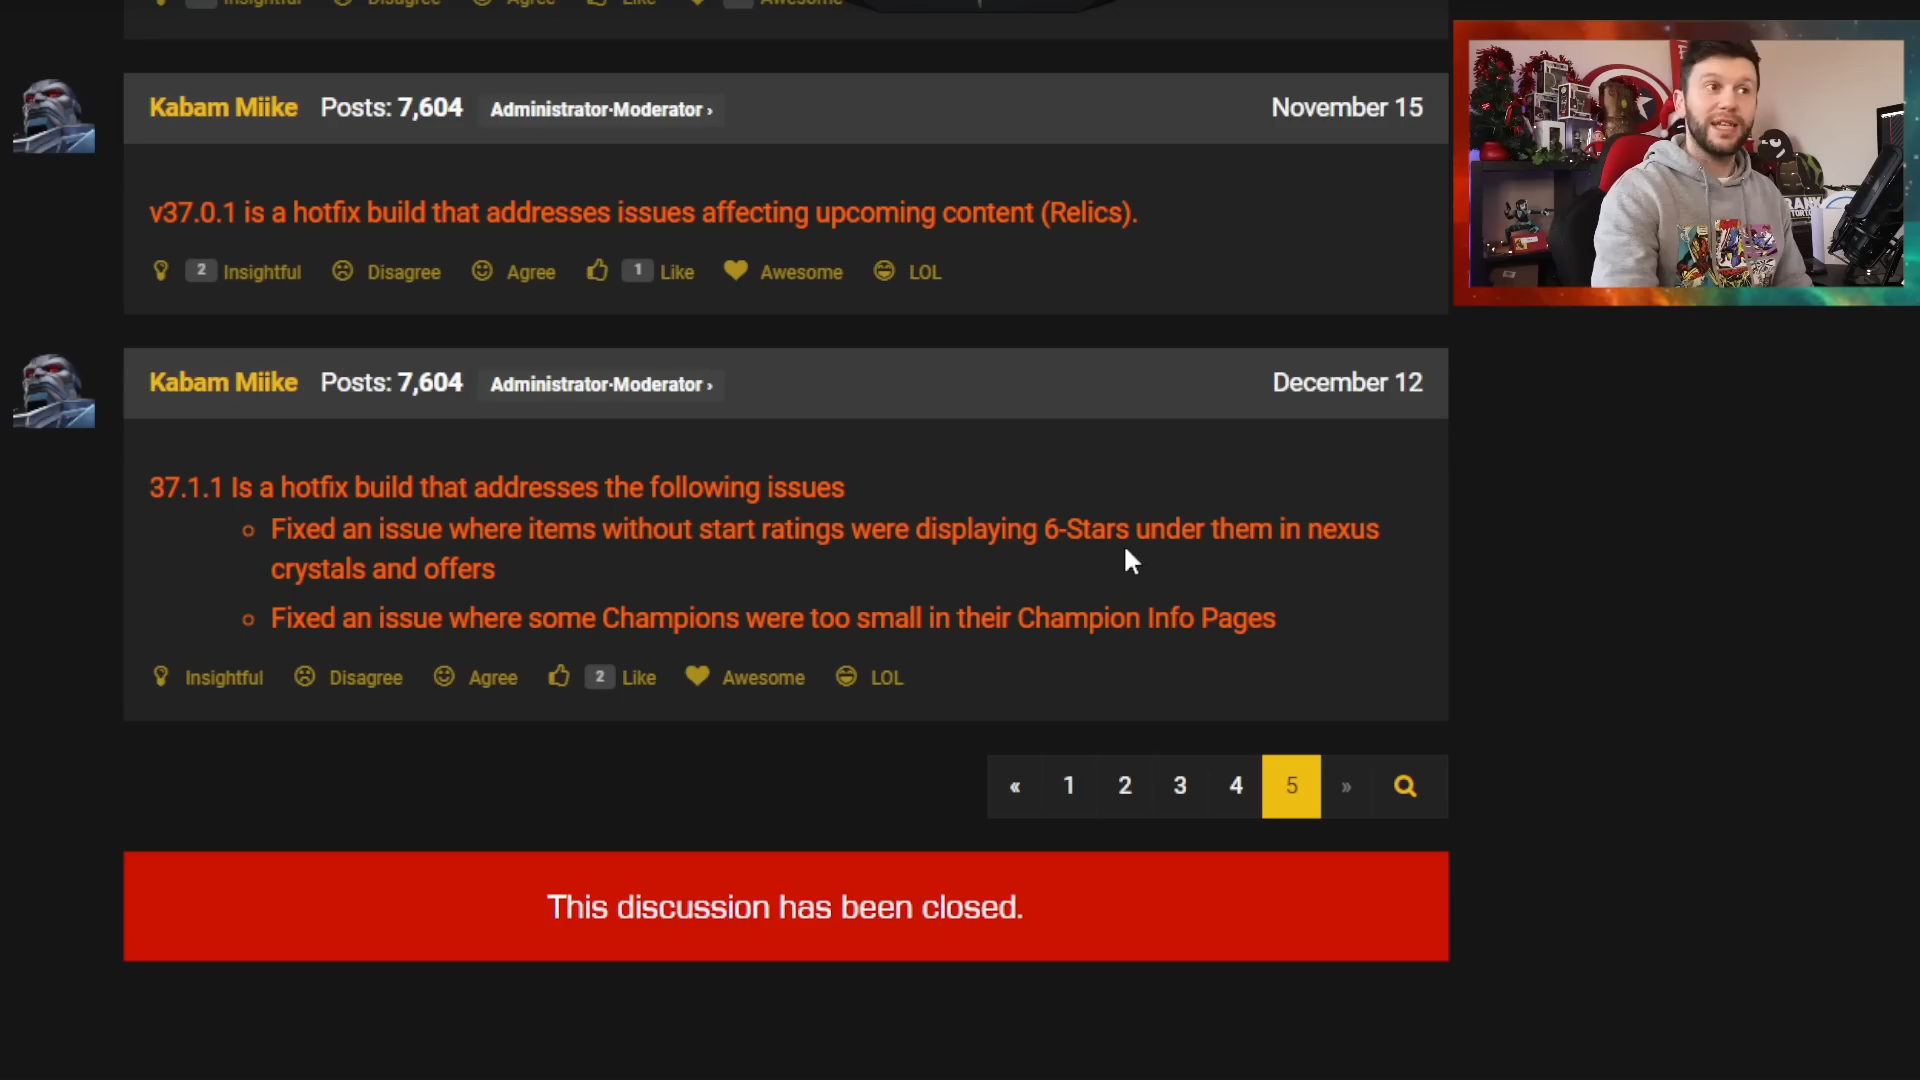 Insightful Disagree Agree Like Awesome
Kabam Miike Posts: 7,604 Administrator·Moderator › November 15
v37.0.1 is a hotfix build that addresses issues affecting upcoming content (Relics).
2 Insightful Disagree Agree 1 Like Awesome LOL
Kabam Miike Posts: 7,604 Administrator·Moderator › December 12
37.1.1 Is a hotfix build that addresses the following issues
Fixed an issue where items without start ratings were displaying 6-Stars under them in nexus
crystals and offers
Fixed an issue where some Champions were too small in their Champion Info Pages
Insightful Disagree Agree 2 Like Awesome LOL
« 1 2 3 4 5 »
This discussion has been closed.